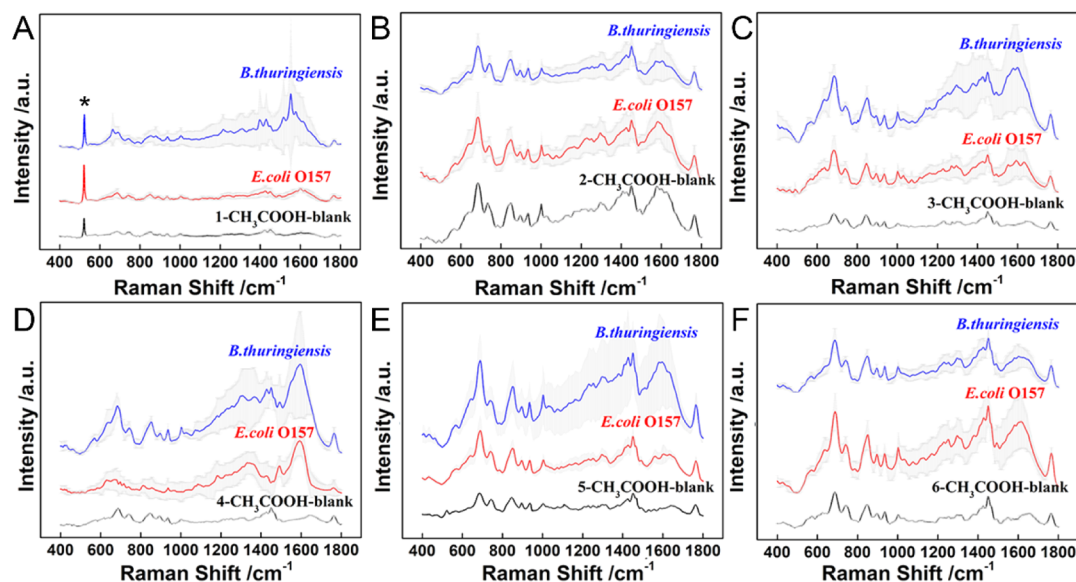 A
Intensity /a.u.
*
B.thuringiensis
E.coli O157
1-CH₃COOH-blank
400 600 800 1000 1200 1400 1600 1800
Raman Shift /cm⁻¹
B
Intensity /a.u.
B.thuringiensis
E.coli O157
2-CH₃COOH-blank
400 600 800 1000 1200 1400 1600 1800
Raman Shift /cm⁻¹
C
Intensity /a.u.
B.thuringiensis
E.coli O157
3-CH₃COOH-blank
400 600 800 1000 1200 1400 1600 1800
Raman Shift /cm⁻¹
D
Intensity /a.u.
B.thuringiensis
E.coli O157
4-CH₃COOH-blank
400 600 800 1000 1200 1400 1600 1800
Raman Shift /cm⁻¹
E
Intensity /a.u.
B.thuringiensis
E.coli O157
5-CH₃COOH-blank
400 600 800 1000 1200 1400 1600 1800
Raman Shift /cm⁻¹
F
Intensity /a.u.
B.thuringiensis
E.coli O157
6-CH₃COOH-blank
400 600 800 1000 1200 1400 1600 1800
Raman Shift /cm⁻¹